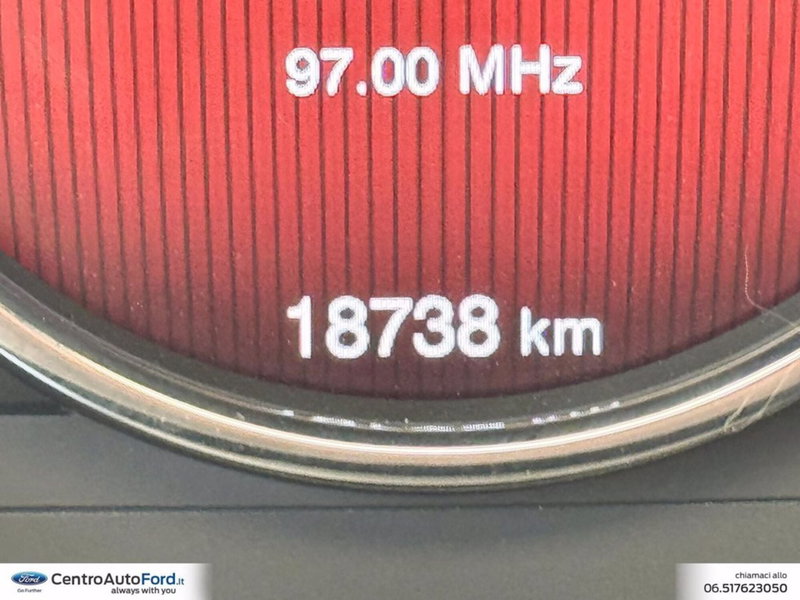 97.00 MHz
18738 km
Ford
Go Further
CentroAutoFord.it
always with you
chiamaci allo
06.517623050